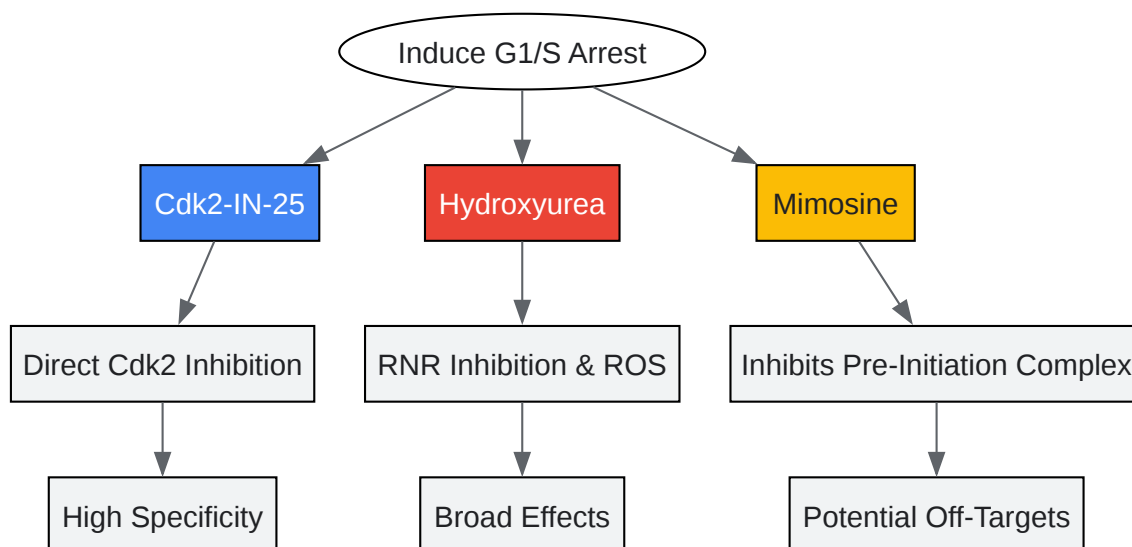 Induce G1/S Arrest
Cdk2-IN-25
Hydroxyurea
Mimosine
Direct Cdk2 Inhibition
RNR Inhibition & ROS
Inhibits Pre-Initiation Complex
High Specificity
Broad Effects
Potential Off-Targets